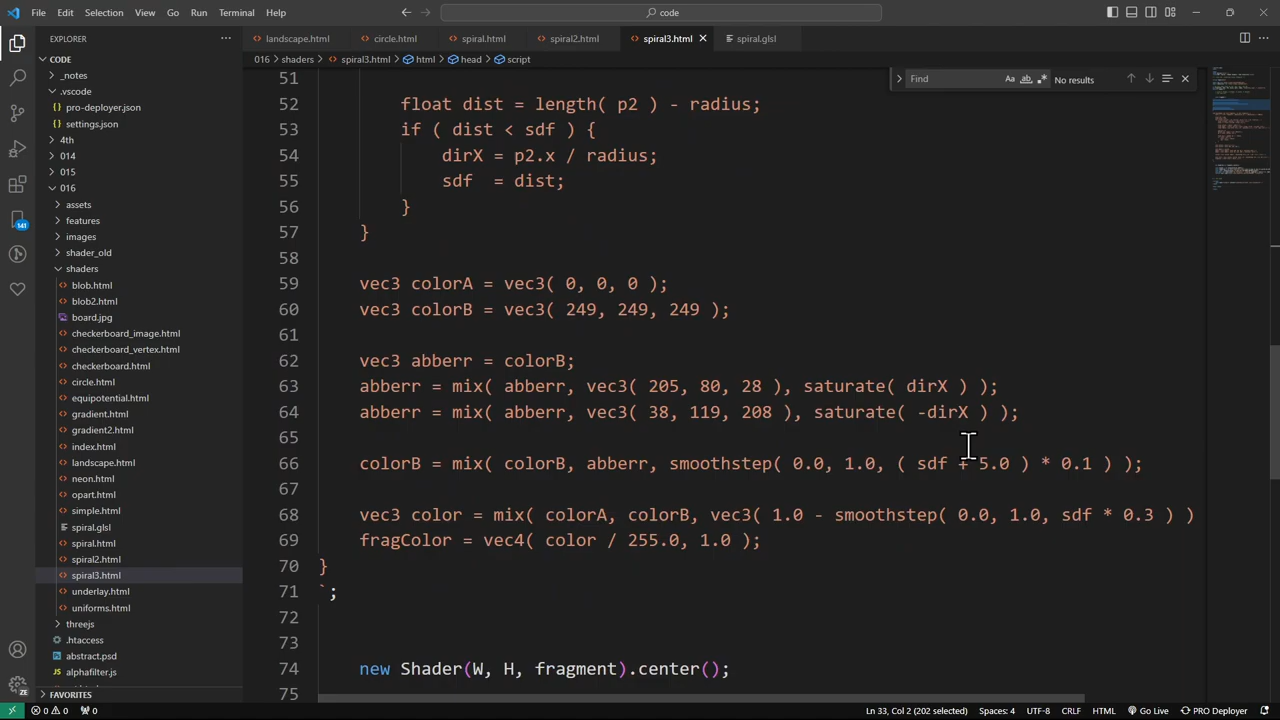 File Edit Selection View Go Run Terminal Help
code
EXPLORER
landscape.html circle.html spiral.html spiral2.html spiral3.html spiral.glsl
016 shaders spiral3.html html head script
CODE
_notes
.vscode
pro-deployer.json
settings.json
4th
014
015
016
assets
features
images
shader_old
shaders
blob.html
blob2.html
board.jpg
checkerboard_image.html
checkerboard_vertex.html
checkerboard.html
circle.html
equipotential.html
gradient.html
gradient2.html
index.html
landscape.html
neon.html
opart.html
simple.html
spiral.glsl
spiral.html
spiral2.html
spiral3.html
underlay.html
uniforms.html
threejs
.htaccess
abstract.psd
alphafilter.js
FAVORITES
141
Find Aa ab .* No results
51
52 float dist = length( p2 ) - radius;
53 if ( dist < sdf ) {
54 dirX = p2.x / radius;
55 sdf  = dist;
56 }
57 }
58
59 vec3 colorA = vec3( 0, 0, 0 );
60 vec3 colorB = vec3( 249, 249, 249 );
61
62 vec3 abberr = colorB;
63 abberr = mix( abberr, vec3( 205, 80, 28 ), saturate( dirX ) );
64 abberr = mix( abberr, vec3( 38, 119, 208 ), saturate( -dirX ) );
65
66 colorB = mix( colorB, abberr, smoothstep( 0.0, 1.0, ( sdf + 5.0 ) * 0.1 ) );
67
68 vec3 color = mix( colorA, colorB, vec3( 1.0 - smoothstep( 0.0, 1.0, sdf * 0.3 ) )
69 fragColor = vec4( color / 255.0, 1.0 );
70 }
71 `;
72
73
74 new Shader(W, H, fragment).center();
75
0 0 0 Ln 33, Col 2 (202 selected) Spaces: 4 UTF-8 CRLF HTML Go Live PRO Deployer